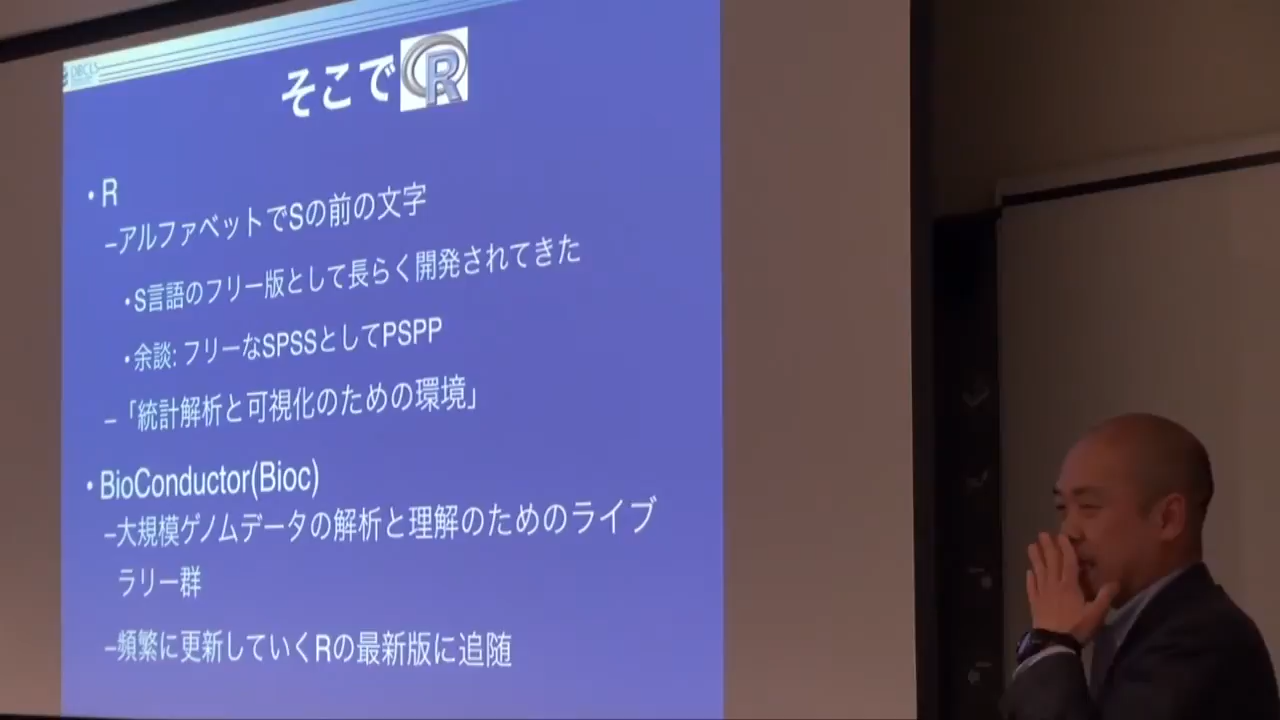 DBCLS
そこでR
• R
–アルファベットでSの前の文字
• S言語のフリー版として長らく開発されてきた
• 余談: フリーなSPSSとしてPSPP
–「統計解析と可視化のための環境」
• BioConductor(Bioc)
–大規模ゲノムデータの解析と理解のためのライブ
ラリー群
–頻繁に更新していくRの最新版に追随